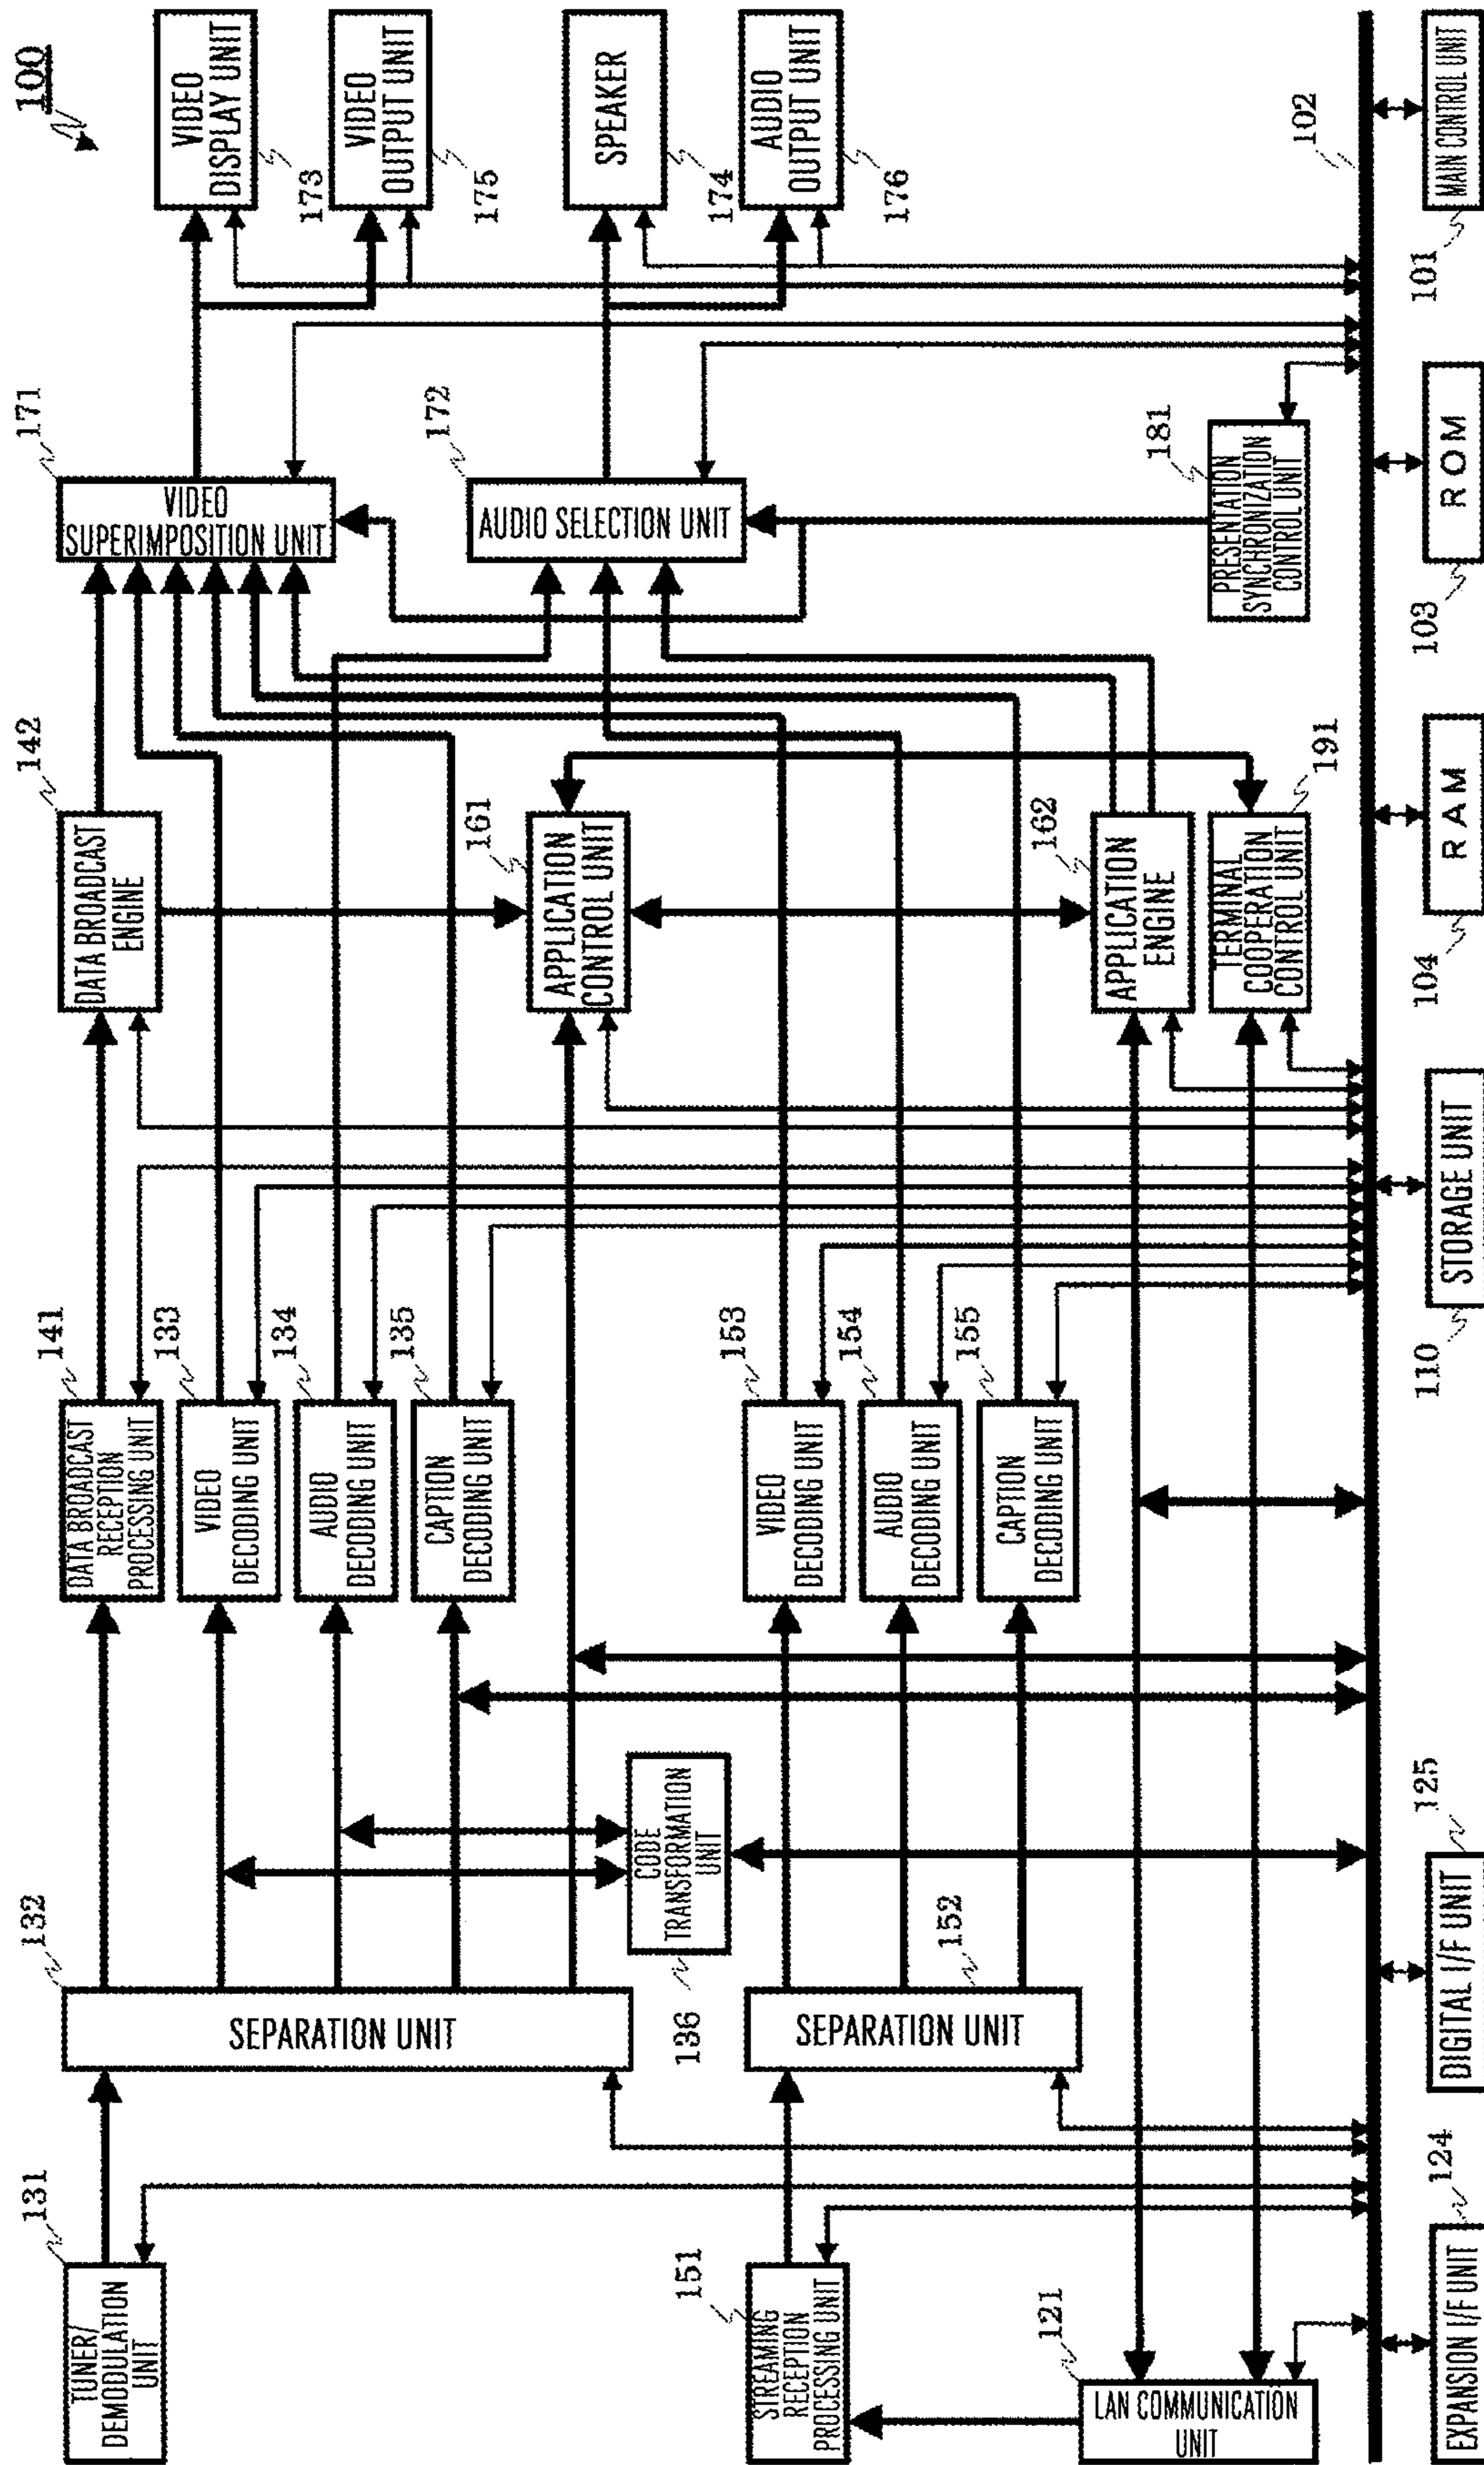 100
131
TUNER/
DEMODULATION
UNIT
132
SEPARATION UNIT
141
DATA BROADCAST
RECEPTION
PROCESSING UNIT
133
VIDEO
DECODING UNIT
134
AUDIO
DECODING UNIT
135
CAPTION
DECODING UNIT
136
CODE
TRANSFORMATION
UNIT
142
DATA BROADCAST
ENGINE
161
APPLICATION
CONTROL UNIT
171
VIDEO
SUPERIMPOSITION UNIT
172
AUDIO SELECTION UNIT
VIDEO
DISPLAY UNIT
173
VIDEO
OUTPUT UNIT
175
SPEAKER
174
AUDIO
OUTPUT UNIT
176
151
STREAMING
RECEPTION
PROCESSING UNIT
152
SEPARATION UNIT
153
VIDEO
DECODING UNIT
154
AUDIO
DECODING UNIT
155
CAPTION
DECODING UNIT
121
LAN COMMUNICATION
UNIT
162
APPLICATION
ENGINE
191
TERMINAL
COOPERATION
CONTROL UNIT
181
PRESENTATION
SYNCHRONIZATION
CONTROL UNIT
102
124
EXPANSION I/F UNIT
125
DIGITAL I/F UNIT
110
STORAGE UNIT
104
RAM
103
ROM
101
MAIN CONTROL UNIT